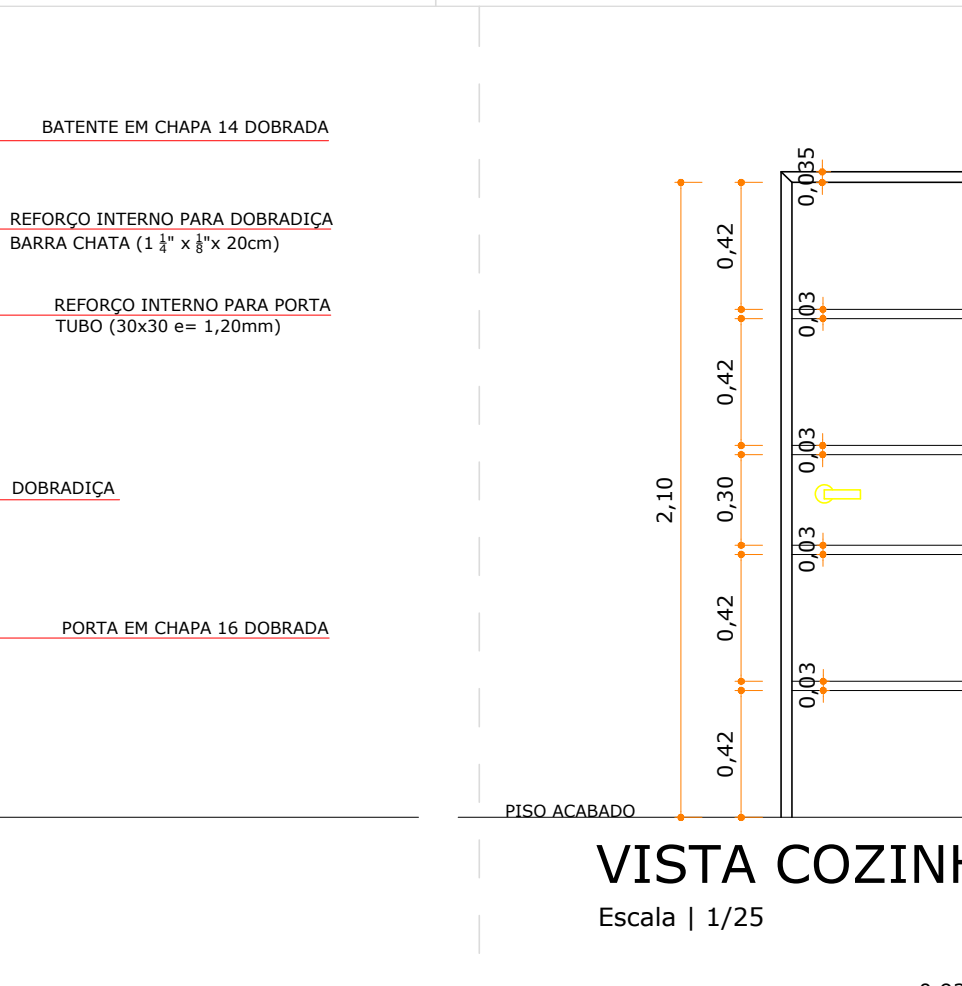 BATENTE EM CHAPA 14 DOBRADA
REFORÇO INTERNO PARA DOBRADIÇA
BARRA CHATA (1 1/4" x 1/8"x 20cm)
REFORÇO INTERNO PARA PORTA
TUBO (30x30 e= 1,20mm)
DOBRADIÇA
PORTA EM CHAPA 16 DOBRADA
0,035
0,42
0,03
0,42
0,03
2,10
0,30
0,03
0,42
0,03
0,42
PISO ACABADO
VISTA COZIN
Escala | 1/25